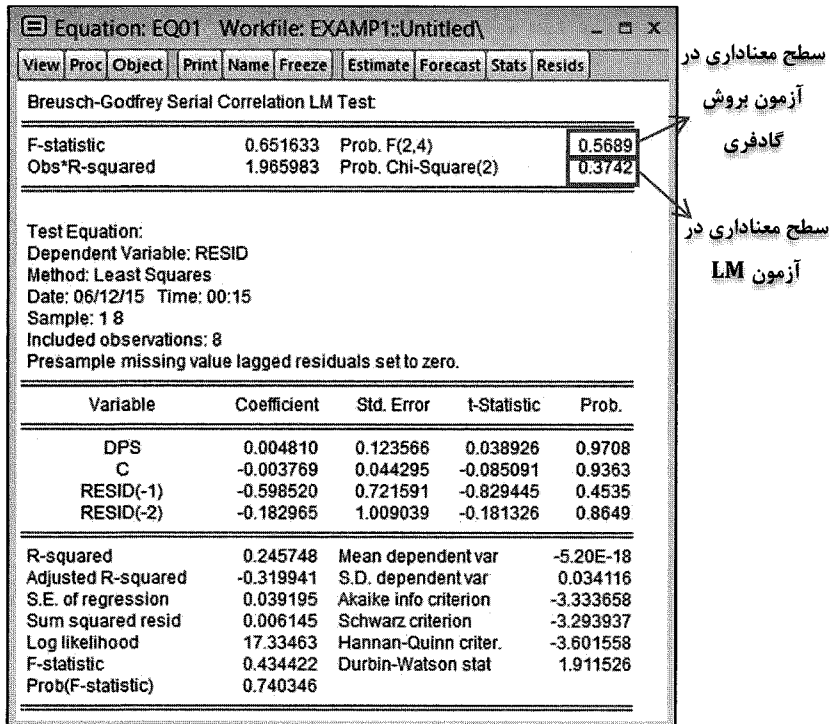 Equation: EQ01 Workfile: EXAMP1::Untitled\
View Proc Object Print Name Freeze Estimate Forecast Stats Resids
Breusch-Godfrey Serial Correlation LM Test:
F-statistic 0.651633 Prob. F(2,4) 0.5689
Obs*R-squared 1.965983 Prob. Chi-Square(2) 0.3742
سطح معناداری در
آزمون بروش
گادفری
سطح معناداری در
آزمون LM
Test Equation:
Dependent Variable: RESID
Method: Least Squares
Date: 06/12/15 Time: 00:15
Sample: 1 8
Included observations: 8
Presample missing value lagged residuals set to zero.
Variable Coefficient Std. Error t-Statistic Prob.
DPS 0.004810 0.123566 0.038926 0.9708
C -0.003769 0.044295 -0.085091 0.9363
RESID(-1) -0.598520 0.721591 -0.829445 0.4535
RESID(-2) -0.182965 1.009039 -0.181326 0.8649
R-squared 0.245748 Mean dependent var -5.20E-18
Adjusted R-squared -0.319941 S.D. dependent var 0.034116
S.E. of regression 0.039195 Akaike info criterion -3.333658
Sum squared resid 0.006145 Schwarz criterion -3.293937
Log likelihood 17.33463 Hannan-Quinn criter. -3.601558
F-statistic 0.434422 Durbin-Watson stat 1.911526
Prob(F-statistic) 0.740346